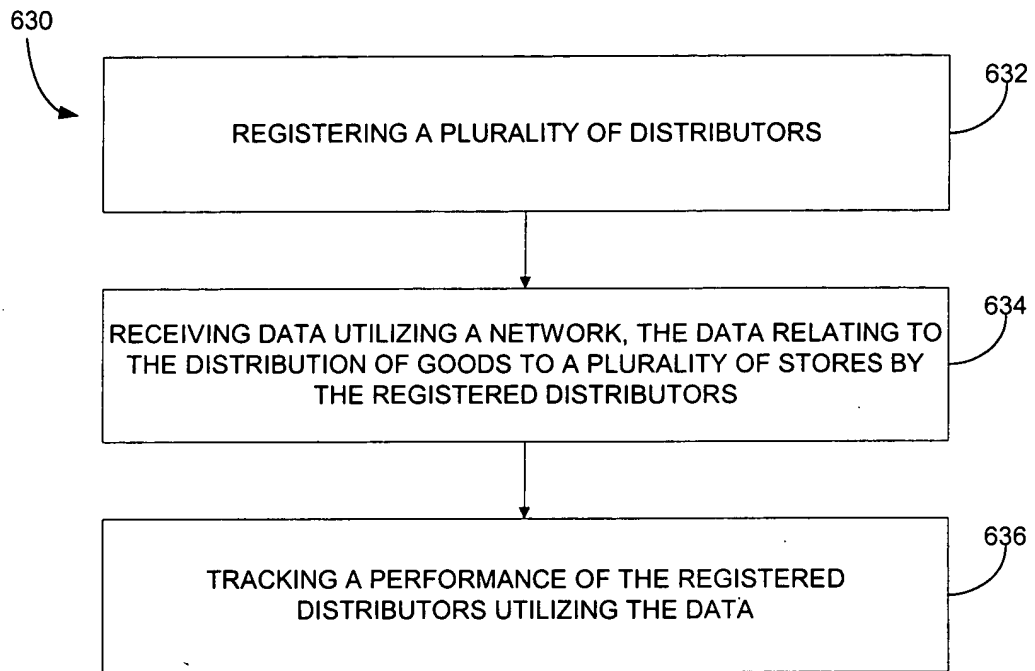 630
632
REGISTERING A PLURALITY OF DISTRIBUTORS
634
RECEIVING DATA UTILIZING A NETWORK, THE DATA RELATING TO
THE DISTRIBUTION OF GOODS TO A PLURALITY OF STORES BY
THE REGISTERED DISTRIBUTORS
636
TRACKING A PERFORMANCE OF THE REGISTERED
DISTRIBUTORS UTILIZING THE DATA